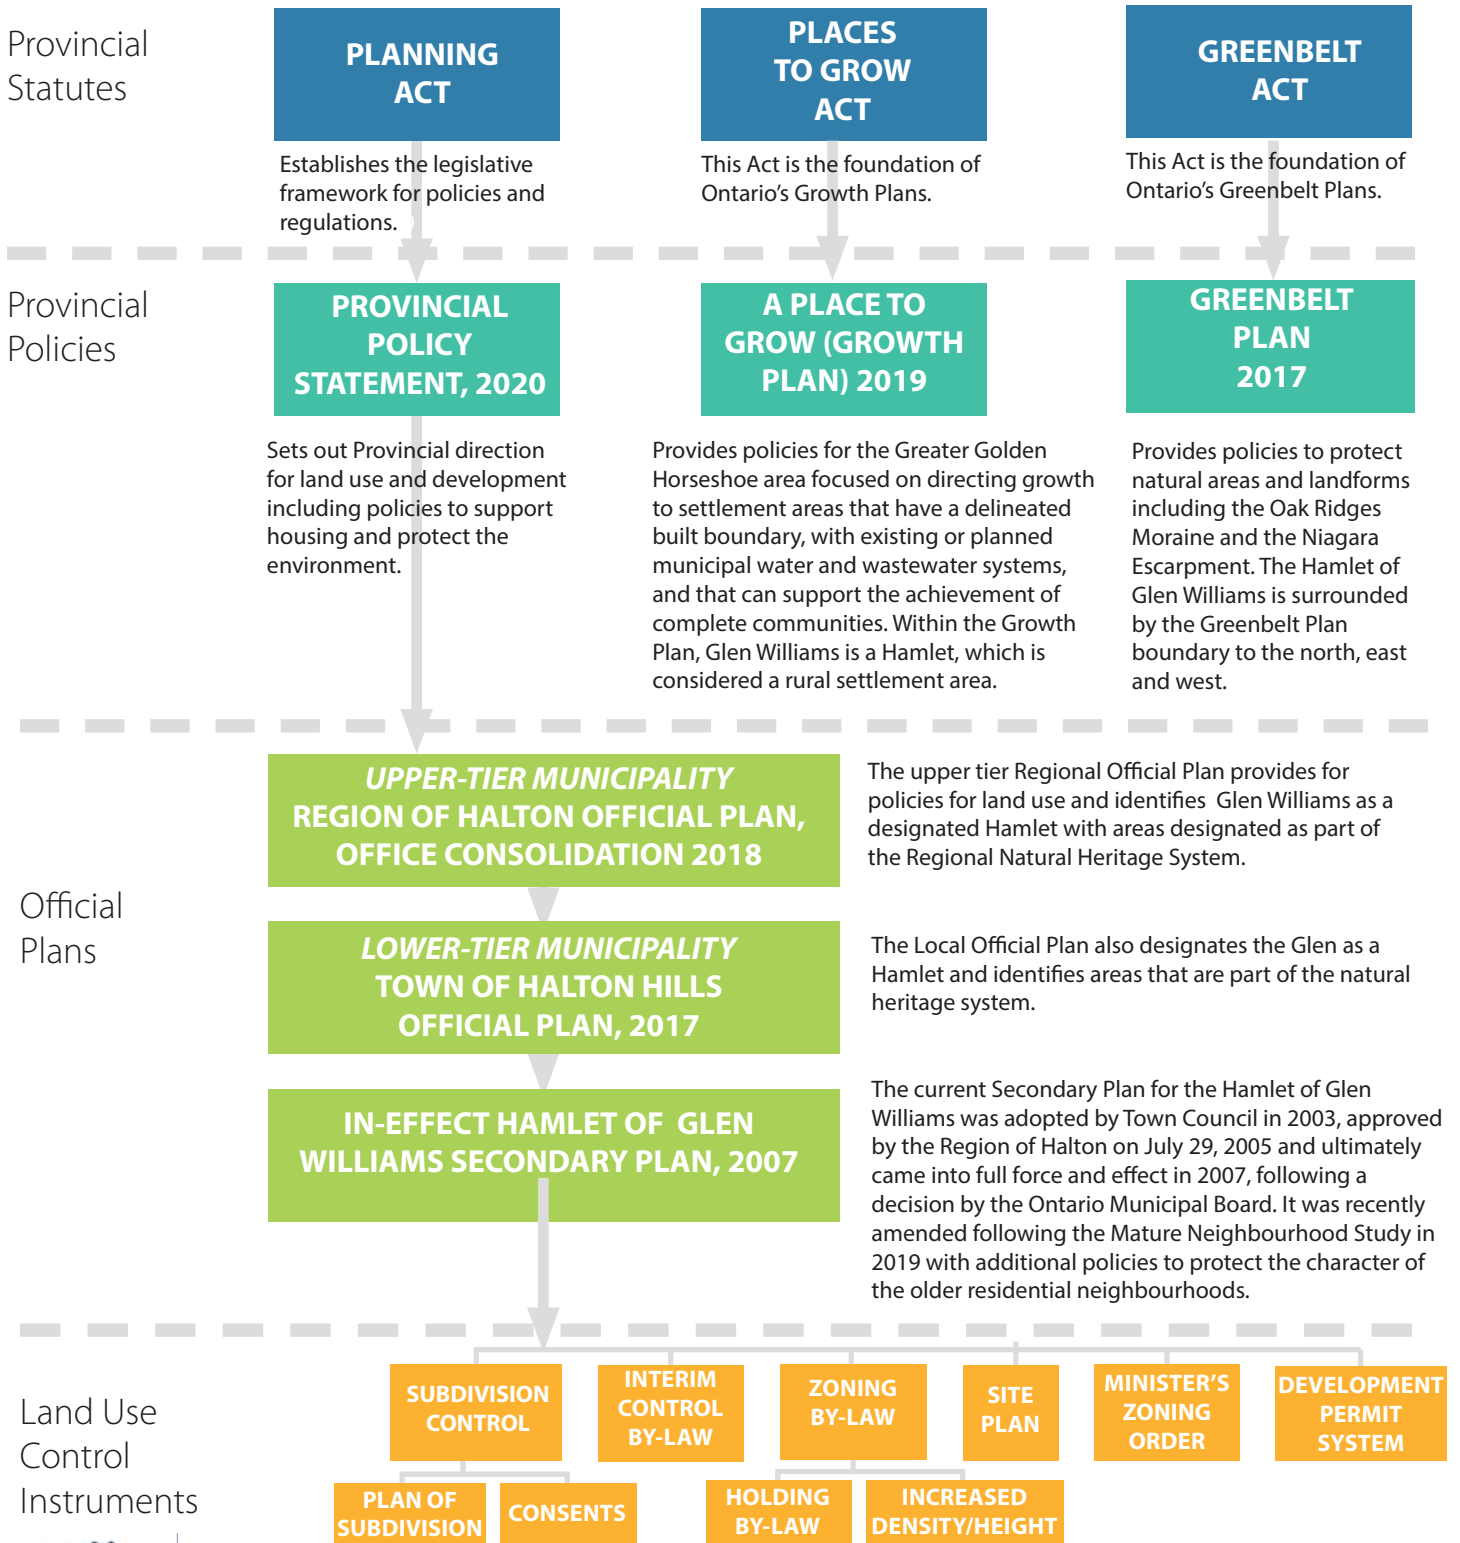 Provincial
Statutes
PLANNING
ACT
Establishes the legislative
framework for policies and
regulations.
PLACES
TO GROW
ACT
This Act is the foundation of
Ontario's Growth Plans.
GREENBELT
ACT
This Act is the foundation of
Ontario's Greenbelt Plans.
Provincial
Policies
PROVINCIAL
POLICY
STATEMENT, 2020
Sets out Provincial direction
for land use and development
including policies to support
housing and protect the
environment.
A PLACE TO
GROW (GROWTH
PLAN) 2019
Provides policies for the Greater Golden
Horseshoe area focused on directing growth
to settlement areas that have a delineated
built boundary, with existing or planned
municipal water and wastewater systems,
and that can support the achievement of
complete communities. Within the Growth
Plan, Glen Williams is a Hamlet, which is
considered a rural settlement area.
GREENBELT
PLAN
2017
Provides policies to protect
natural areas and landforms
including the Oak Ridges
Moraine and the Niagara
Escarpment. The Hamlet of
Glen Williams is surrounded
by the Greenbelt Plan
boundary to the north, east
and west.
Official
Plans
UPPER-TIER MUNICIPALITY
REGION OF HALTON OFFICIAL PLAN,
OFFICE CONSOLIDATION 2018
The upper tier Regional Official Plan provides for
policies for land use and identifies  Glen Williams as a
designated Hamlet with areas designated as part of
the Regional Natural Heritage System.
LOWER-TIER MUNICIPALITY
TOWN OF HALTON HILLS
OFFICIAL PLAN, 2017
The Local Official Plan also designates the Glen as a
Hamlet and identifies areas that are part of the natural
heritage system.
IN-EFFECT HAMLET OF  GLEN
WILLIAMS SECONDARY PLAN, 2007
The current Secondary Plan for the Hamlet of Glen
Williams was adopted by Town Council in 2003, approved
by the Region of Halton on July 29, 2005 and ultimately
came into full force and effect in 2007, following a
decision by the Ontario Municipal Board. It was recently
amended following the Mature Neighbourhood Study in
2019 with additional policies to protect the character of
the older residential neighbourhoods.
Land Use
Control
Instruments
SUBDIVISION
CONTROL
INTERIM
CONTROL
BY-LAW
ZONING
BY-LAW
SITE
PLAN
MINISTER'S
ZONING
ORDER
DEVELOPMENT
PERMIT
SYSTEM
PLAN OF
SUBDIVISION
CONSENTS
HOLDING
BY-LAW
INCREASED
DENSITY/HEIGHT